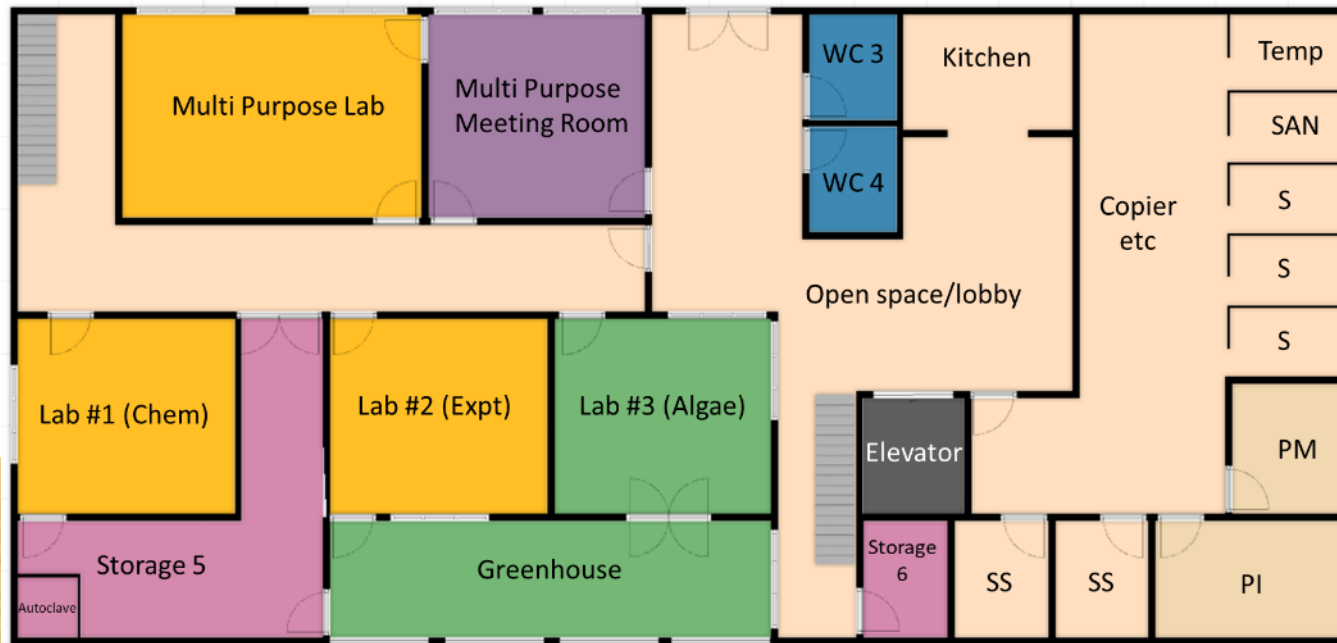 WC 3
Kitchen
Temp
Multi Purpose Lab
Multi Purpose
Meeting Room
SAN
WC 4
S
Copier
etc
S
Open space/lobby
S
Lab #1 (Chem)
Lab #2 (Expt)
Lab #3 (Algae)
Elevator
PM
Storage 5
Greenhouse
Storage
6
SS
SS
PI
Autoclave